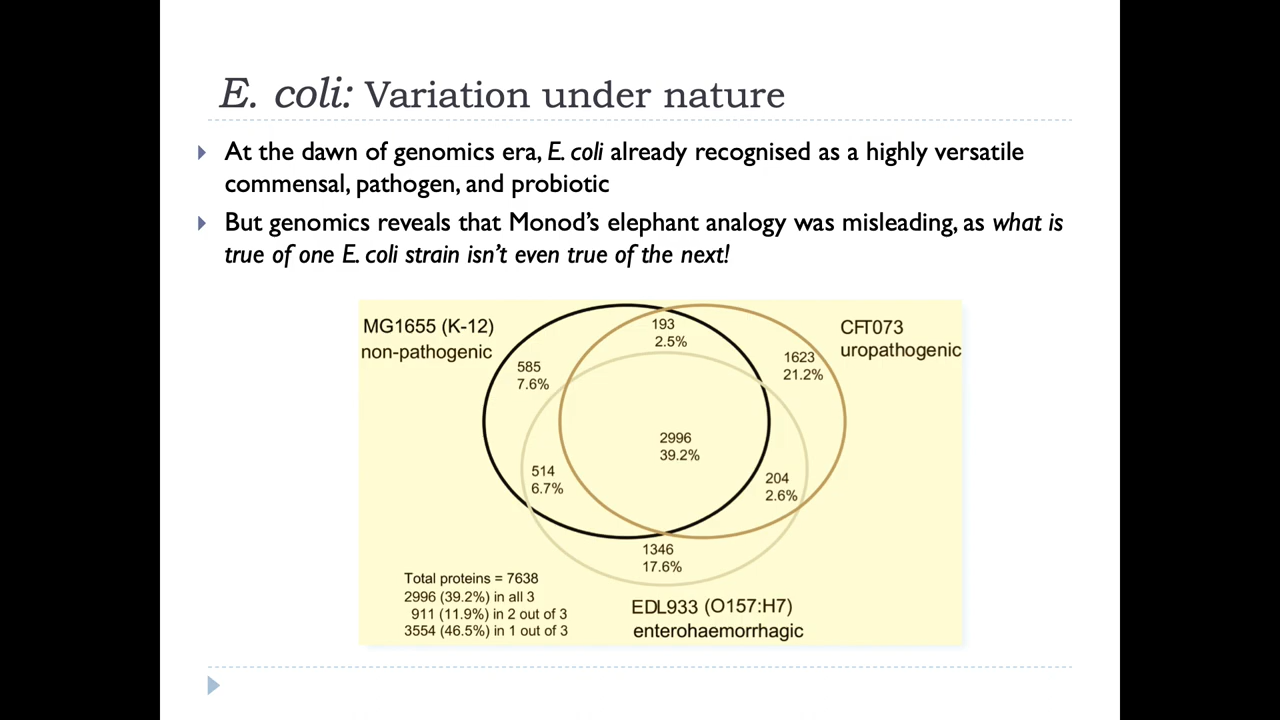 E. coli: Variation under nature
At the dawn of genomics era, E. coli already recognised as a highly versatile
commensal, pathogen, and probiotic
But genomics reveals that Monod's elephant analogy was misleading, as what is
true of one E. coli strain isn't even true of the next!
MG1655 (K-12)
non-pathogenic
193
2.5%
CFT073
uropathogenic
585
7.6%
1623
21.2%
2996
39.2%
514
6.7%
204
2.6%
1346
17.6%
Total proteins = 7638
2996 (39.2%) in all 3
911 (11.9%) in 2 out of 3
3554 (46.5%) in 1 out of 3
EDL933 (O157:H7)
enterohaemorrhagic